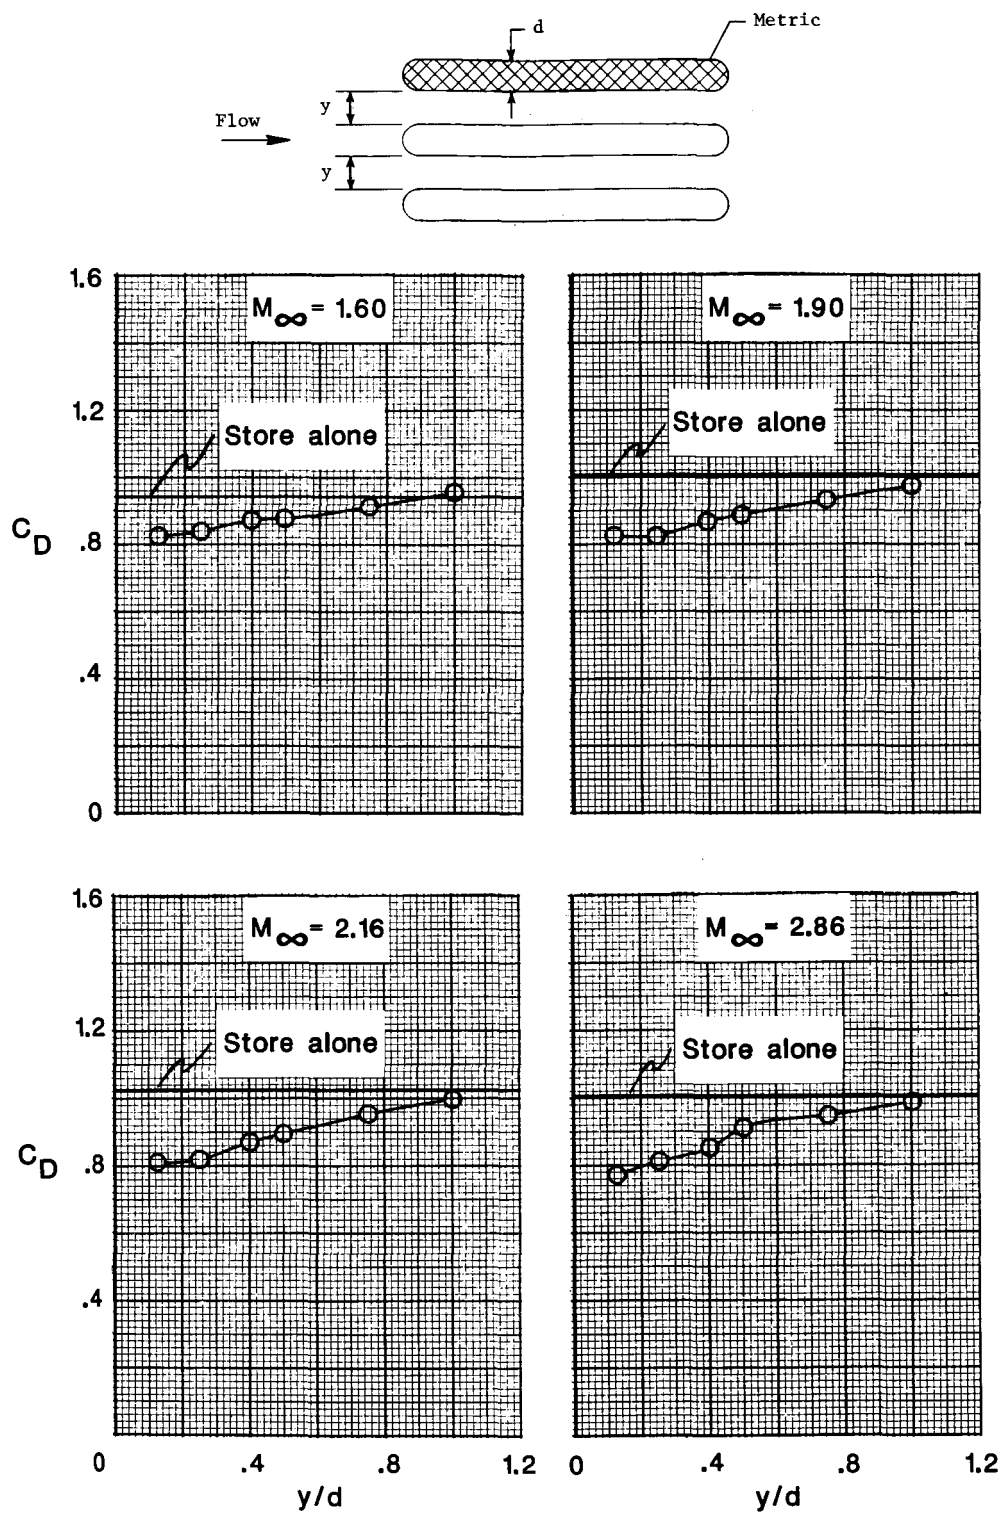 d
Metric
y
Flow
y
1.6
M∞ = 1.60
M∞ = 1.90
1.2
Store alone
Store alone
C_D
.8
.4
0
1.6
M∞ = 2.16
M∞ = 2.86
1.2
Store alone
Store alone
C_D
.8
.4
0 .4 .8 1.2
0 .4 .8 1.2
y/d
y/d